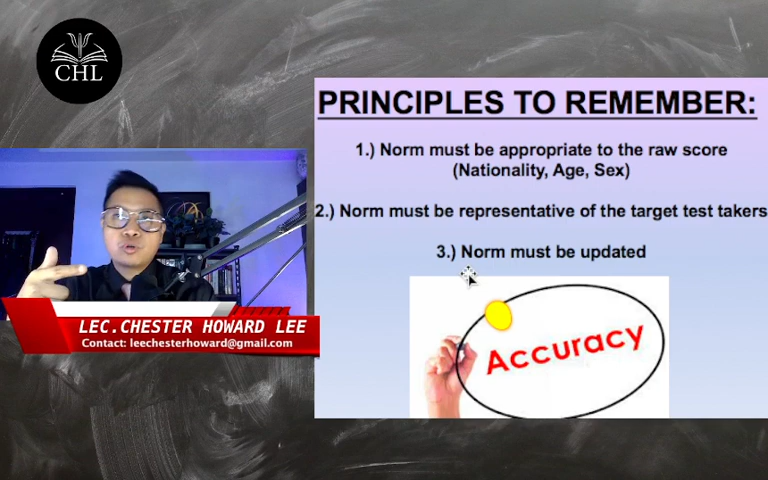 CHL
PRINCIPLES TO REMEMBER:
1.) Norm must be appropriate to the raw score
(Nationality, Age, Sex)
2.) Norm must be representative of the target test takers
3.) Norm must be updated
Accuracy
LEC.CHESTER HOWARD LEE
Contact: leechesterhoward@gmail.com